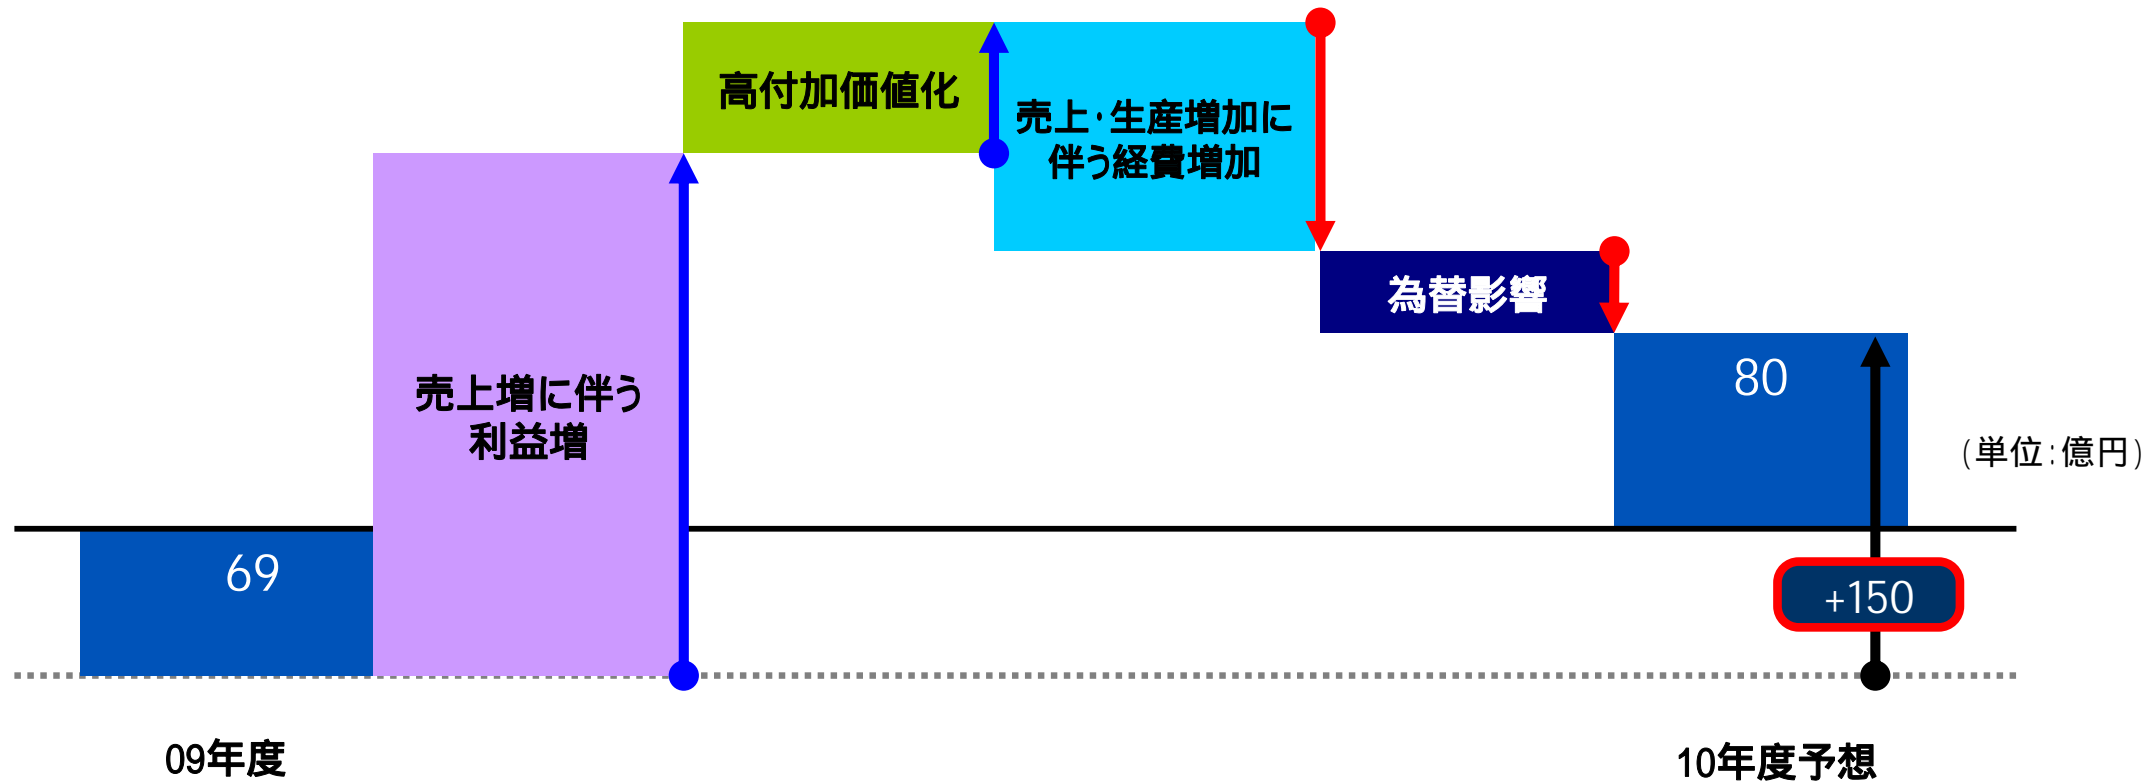 高付加価値化
売上・生産増加に
伴う経費増加
為替影響
売上増に伴う
利益増
80
(単位:億円)
69
+150
09年度
10年度予想